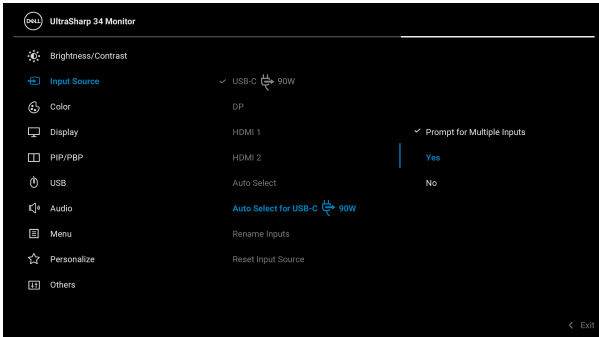 DELL UltraSharp 34 Monitor
Brightness/Contrast
Input Source
Color
Display
PIP/PBP
USB
Audio
Menu
Personalize
Others
USB-C 90W
DP
HDMI 1
HDMI 2
Auto Select
Auto Select for USB-C 90W
Rename Inputs
Reset Input Source
Prompt for Multiple Inputs
Yes
No
Exit